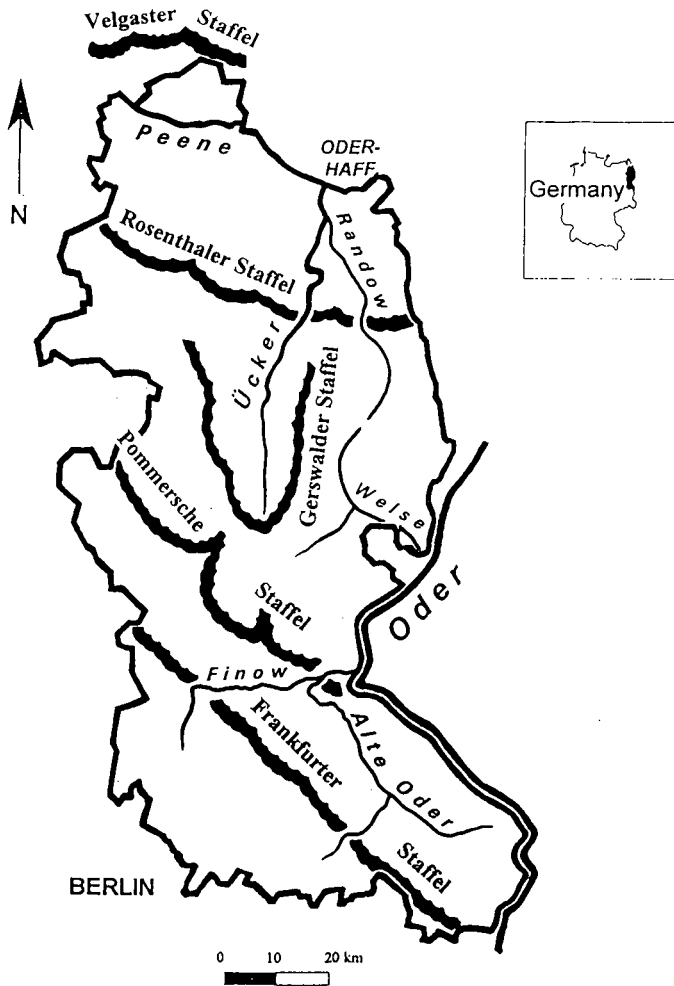 Velgaster Staffel
N
Peene
ODER-
HAFF
Germany
Randow
Rosenthaler Staffel
Ücker
Gerswalder Staffel
Pommersche
Staffel
Welse
Oder
Finow
Frankfurter
Staffel
Alte Oder
BERLIN
0 10 20 km